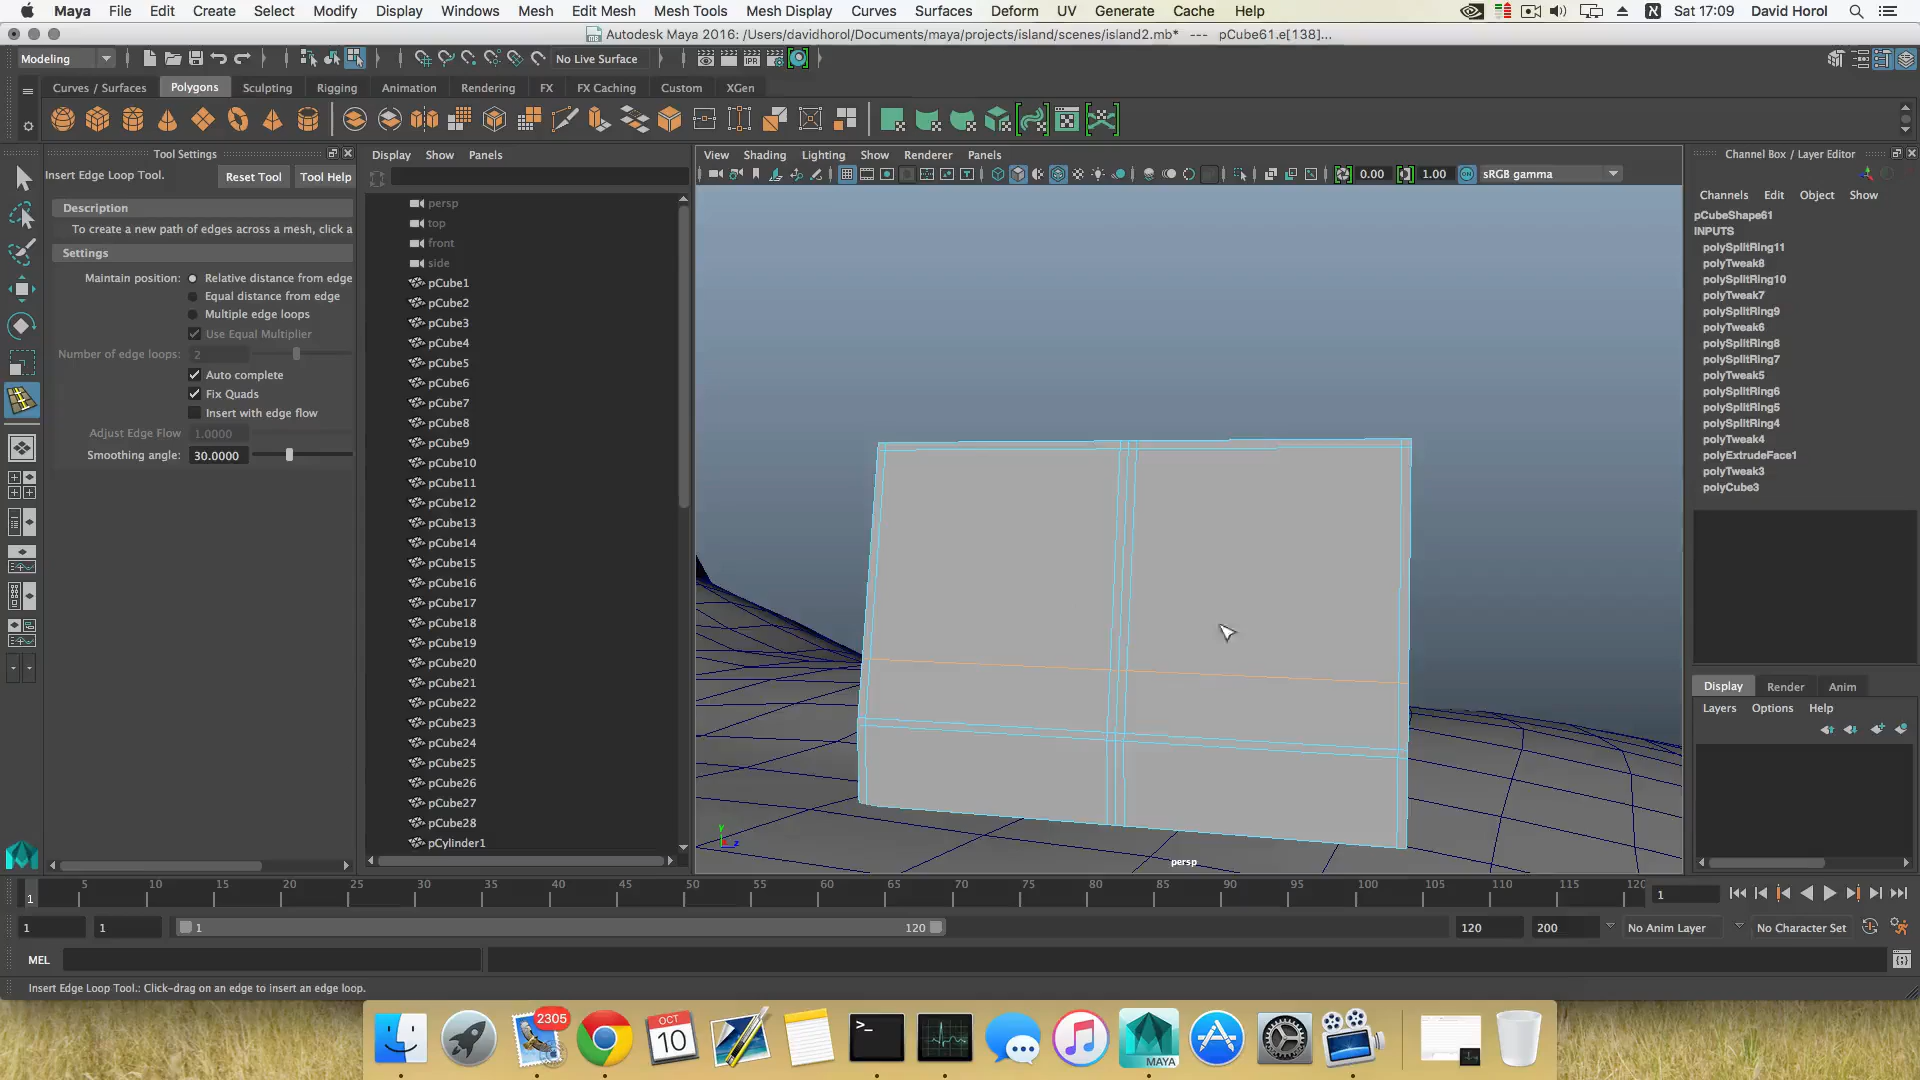 Maya File Edit Create Select Modify Display Windows Mesh Edit Mesh Mesh Tools Mesh Display Curves Surfaces Deform UV Generate Cache Help Sat 17:09 David Horol
Autodesk Maya 2016: /Users/davidhorol/Documents/maya/projects/island/scenes/island2.mb* --- pCube61.e[138]...
Modeling No Live Surface
Curves / Surfaces Polygons Sculpting Rigging Animation Rendering FX FX Caching Custom XGen
IPR
Tool Settings
Insert Edge Loop Tool. Reset Tool Tool Help
Description
To create a new path of edges across a mesh, click a
Settings
Maintain position: Relative distance from edge
Equal distance from edge
Multiple edge loops
Use Equal Multiplier
Number of edge loops: 2
Auto complete
Fix Quads
Insert with edge flow
Adjust Edge Flow 1.0000
Smoothing angle: 30.0000
Display Show Panels
persp
top
front
side
pCube1
pCube2
pCube3
pCube4
pCube5
pCube6
pCube7
pCube8
pCube9
pCube10
pCube11
pCube12
pCube13
pCube14
pCube15
pCube16
pCube17
pCube18
pCube19
pCube20
pCube21
pCube22
pCube23
pCube24
pCube25
pCube26
pCube27
pCube28
pCylinder1
View Shading Lighting Show Renderer Panels
0.00 1.00 ON sRGB gamma
y
z
persp
Channel Box / Layer Editor
Channels Edit Object Show
pCubeShape61
INPUTS
polySplitRing11
polyTweak8
polySplitRing10
polyTweak7
polySplitRing9
polyTweak6
polySplitRing8
polySplitRing7
polyTweak5
polySplitRing6
polySplitRing5
polySplitRing4
polyTweak4
polyExtrudeFace1
polyTweak3
polyCube3
Display Render Anim
Layers Options Help
1 5 10 15 20 25 30 35 40 45 50 55 60 65 70 75 80 85 90 95 100 105 110 115 120 1
1 1 1 120 120 200 No Anim Layer No Character Set
MEL
Insert Edge Loop Tool.: Click-drag on an edge to insert an edge loop.
2305
OCT
10
>_
MAYA